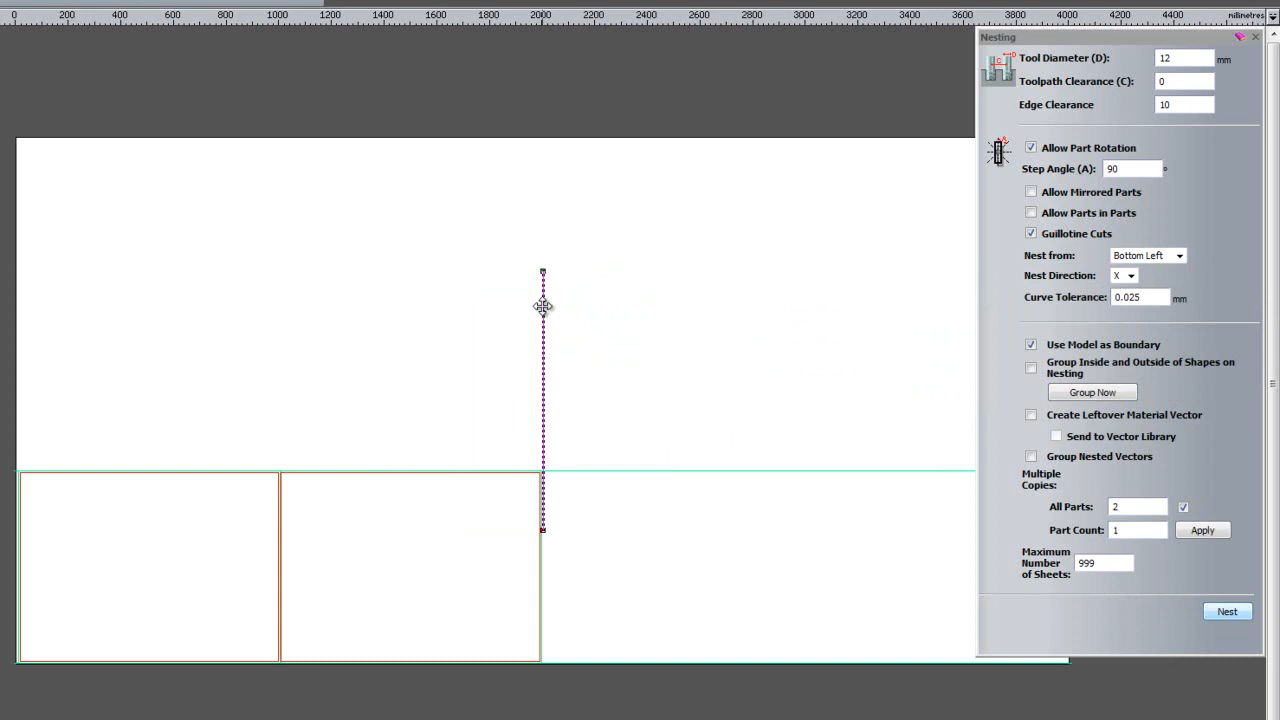 0 200 400 600 800 1000 1200 1400 1600 1800 2000 2200 2400 2600 2800 3000 3200 3400 3600 3800 4000 4200 4400 milimetres
Nesting
Tool Diameter (D): 12 mm
Toolpath Clearance (C): 0
Edge Clearance 10
Allow Part Rotation
Step Angle (A): 90 °
Allow Mirrored Parts
Allow Parts in Parts
Guillotine Cuts
Nest from: Bottom Left
Nest Direction: X
Curve Tolerance: 0.025 mm
Use Model as Boundary
Group Inside and Outside of Shapes on
Nesting
Group Now
Create Leftover Material Vector
Send to Vector Library
Group Nested Vectors
Multiple
Copies:
All Parts: 2
Part Count: 1 Apply
Maximum
Number
of Sheets: 999
Nest